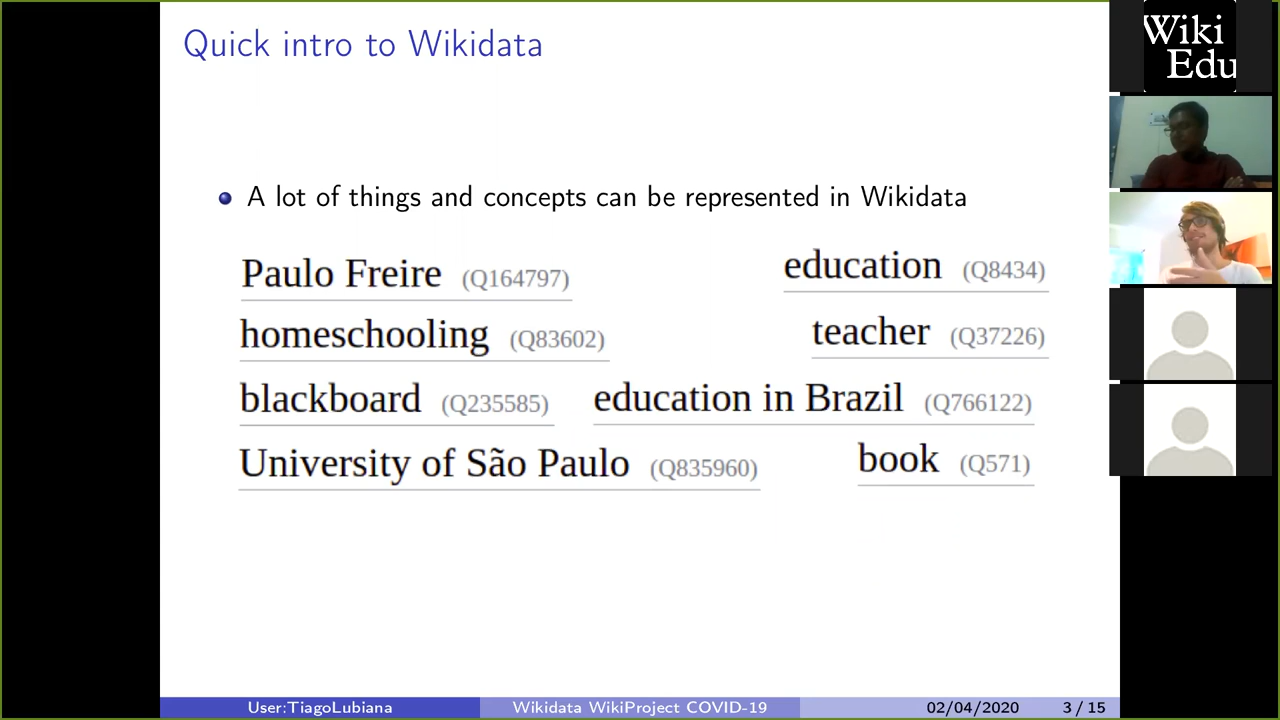 Quick intro to Wikidata
Wiki
Edu
A lot of things and concepts can be represented in Wikidata
Paulo Freire (Q164797)
education (Q8434)
homeschooling (Q83602)
teacher (Q37226)
blackboard (Q235585)
education in Brazil (Q766122)
University of São Paulo (Q835960)
book (Q571)
User:TiagoLubiana
Wikidata WikiProject COVID-19
02/04/2020
3 / 15